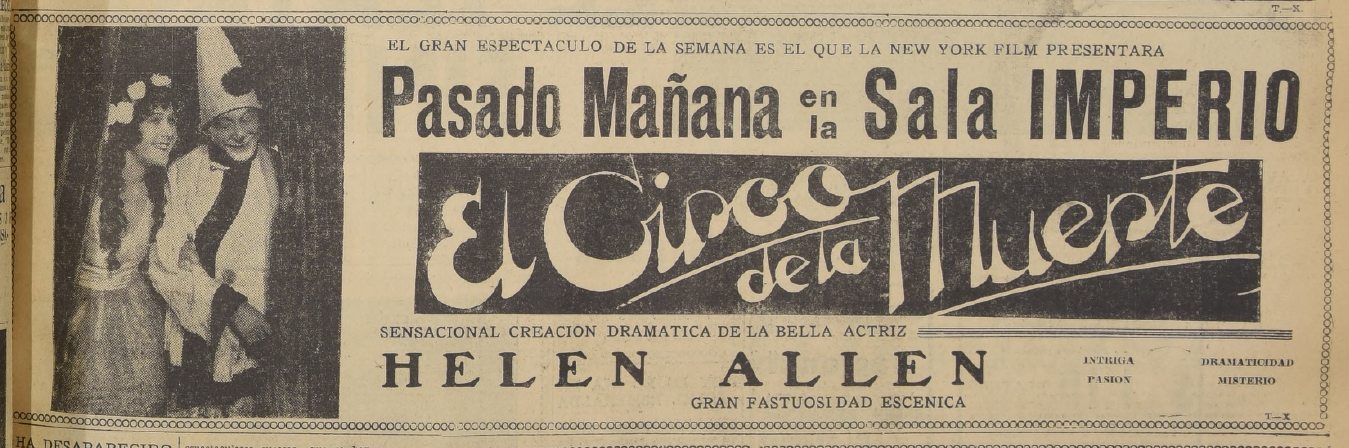 T.—X.
EL GRAN ESPECTACULO DE LA SEMANA ES EL QUE LA NEW YORK FILM PRESENTARA
Pasado Mañana en la Sala IMPERIO
El Circo
de la Muerte
SENSACIONAL CREACION DRAMATICA DE LA BELLA ACTRIZ
HELEN ALLEN
INTRIGA DRAMATICIDAD
PASION MISTERIO
GRAN FASTUOSIDAD ESCENICA
T—X
HA DESAPARECIDO